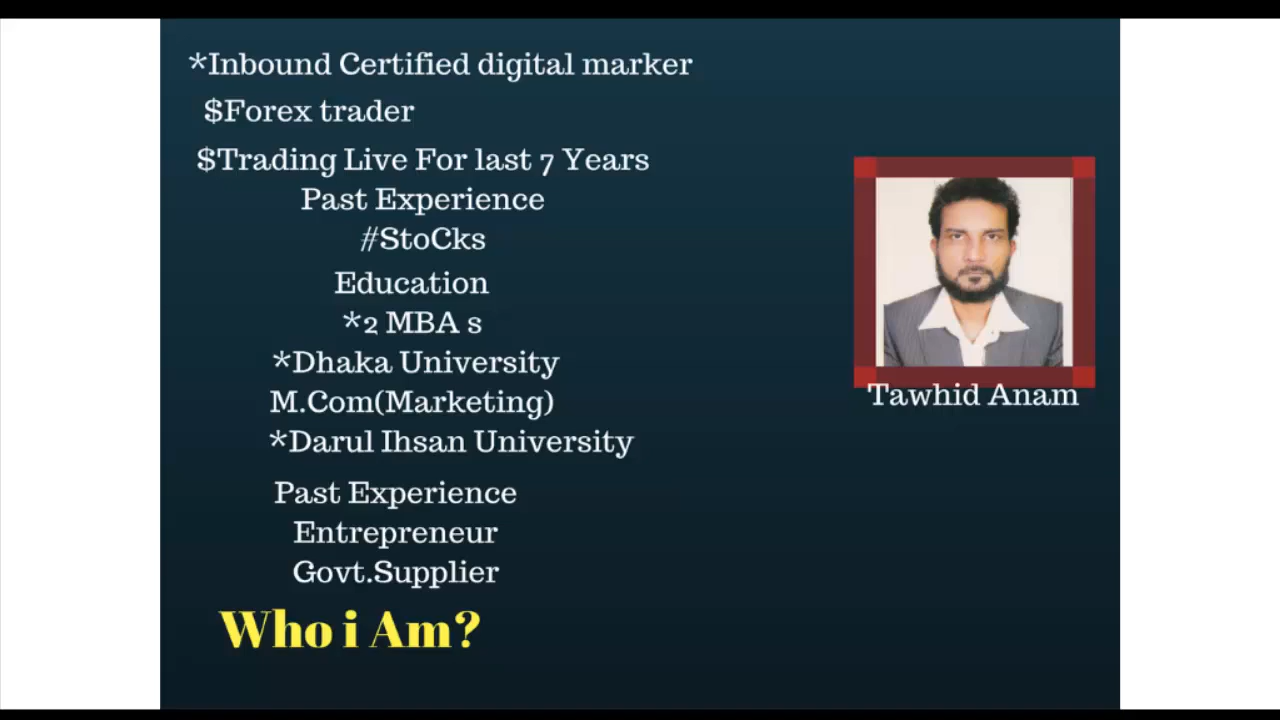 *Inbound Certified digital marker
$Forex trader
$Trading Live For last 7 Years
Past Experience
#StoCks
Education
*2 MBA s
*Dhaka University
M.Com(Marketing)
*Darul Ihsan University
Past Experience
Entrepreneur
Govt.Supplier
Who i Am?
Tawhid Anam